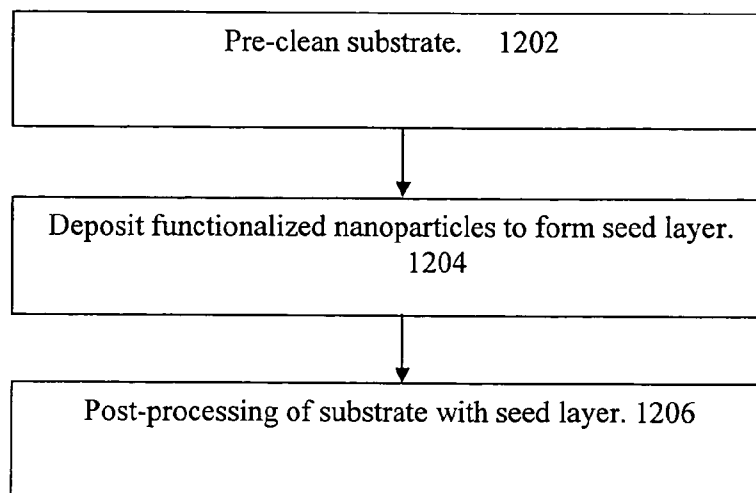 Pre-clean substrate. 1202
Deposit functionalized nanoparticles to form seed layer.
1204
Post-processing of substrate with seed layer. 1206